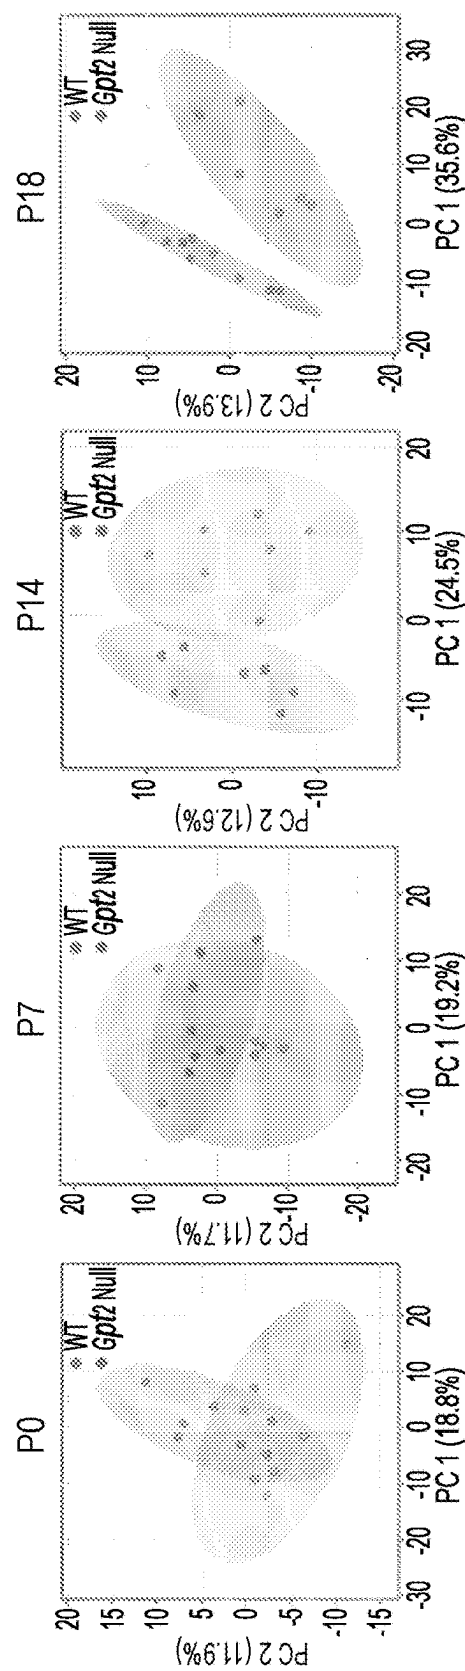 P0
WT
Gpt2 Null
20
15
10
5
0
-5
-10
-15
PC 2 (11.9%)
-30
-20
-10
0
10
20
PC 1 (18.8%)
P7
WT
Gpt2 Null
20
10
0
-10
-20
PC 2 (11.7%)
-20
-10
0
10
20
PC 1 (19.2%)
P14
WT
Gpt2 Null
10
0
-10
PC 2 (12.6%)
-10
0
10
20
PC 1 (24.5%)
P18
WT
Gpt2 Null
20
10
0
-10
-20
PC 2 (13.9%)
-20
-10
0
10
20
30
PC 1 (35.6%)